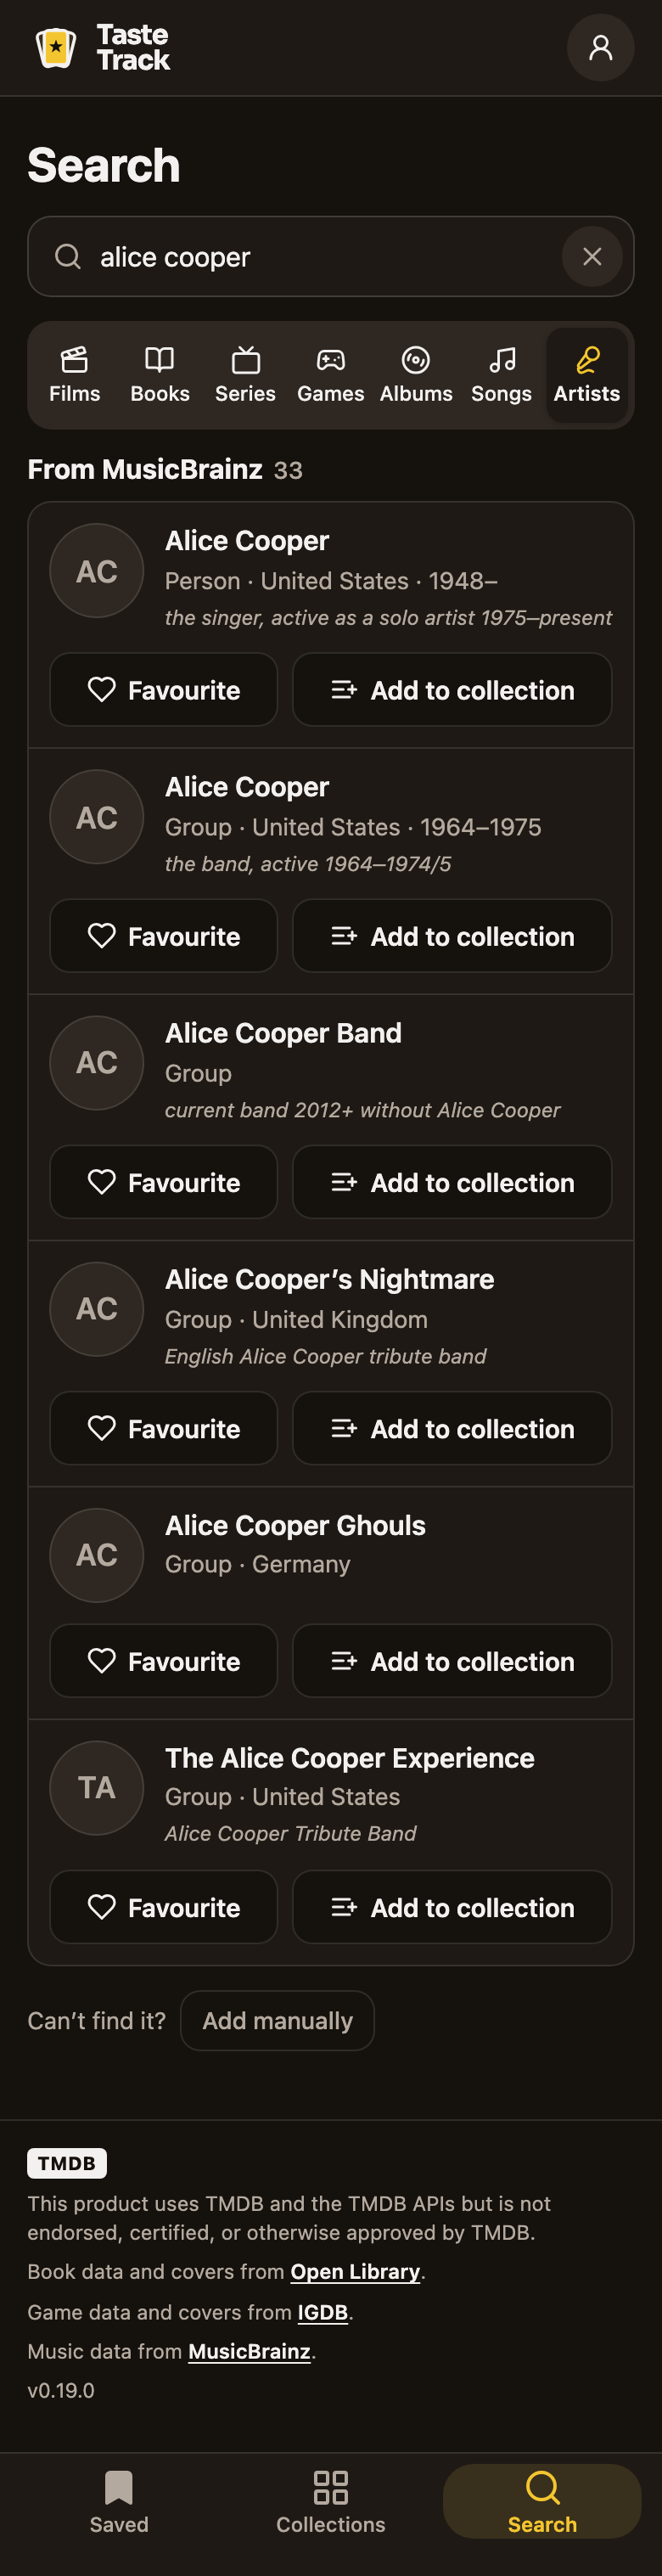 Taste
Track
Search
alice cooper
Films Books Series Games Albums Songs Artists
From MusicBrainz 33
AC
Alice Cooper
Person · United States · 1948–
the singer, active as a solo artist 1975–present
Favourite Add to collection
AC
Alice Cooper
Group · United States · 1964–1975
the band, active 1964–1974/5
Favourite Add to collection
AC
Alice Cooper Band
Group
current band 2012+ without Alice Cooper
Favourite Add to collection
AC
Alice Cooper’s Nightmare
Group · United Kingdom
English Alice Cooper tribute band
Favourite Add to collection
AC
Alice Cooper Ghouls
Group · Germany
Favourite Add to collection
TA
The Alice Cooper Experience
Group · United States
Alice Cooper Tribute Band
Favourite Add to collection
Can’t find it? Add manually
TMDB
This product uses TMDB and the TMDB APIs but is not
endorsed, certified, or otherwise approved by TMDB.
Book data and covers from Open Library.
Game data and covers from IGDB.
Music data from MusicBrainz.
v0.19.0
Saved Collections Search